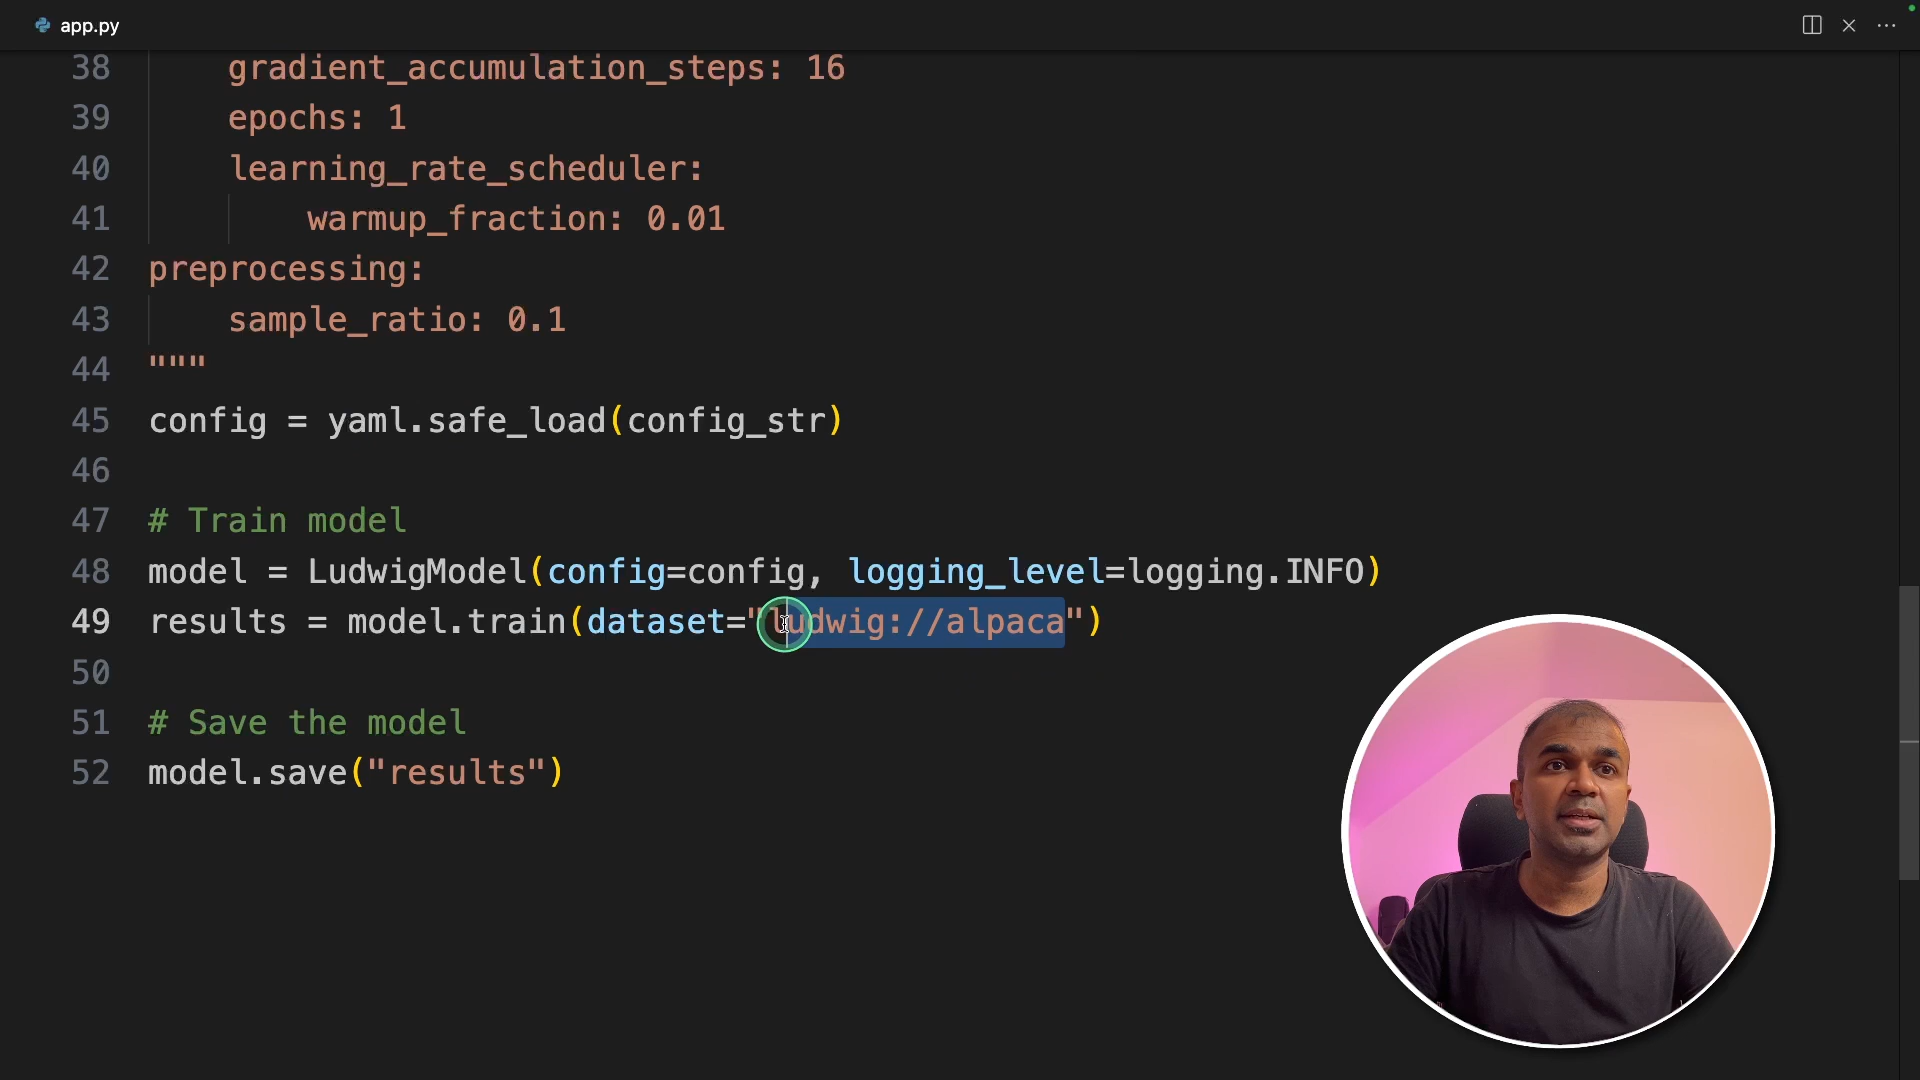 app.py
38 gradient_accumulation_steps: 16
39 epochs: 1
40 learning_rate_scheduler:
41 warmup_fraction: 0.01
42 preprocessing:
43 sample_ratio: 0.1
44 """
45 config = yaml.safe_load(config_str)
46
47 # Train model
48 model = LudwigModel(config=config, logging_level=logging.INFO)
49 results = model.train(dataset="ludwig://alpaca")
50
51 # Save the model
52 model.save("results")